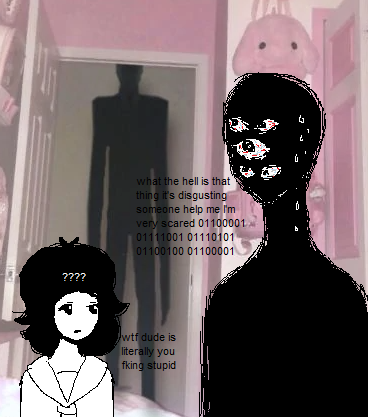 what the hell is that
thing it's disgusting
someone help me I'm
very scared 01100001
01111001 01110101
01100100 01100001
????
wtf dude is
literally you
fking stupid